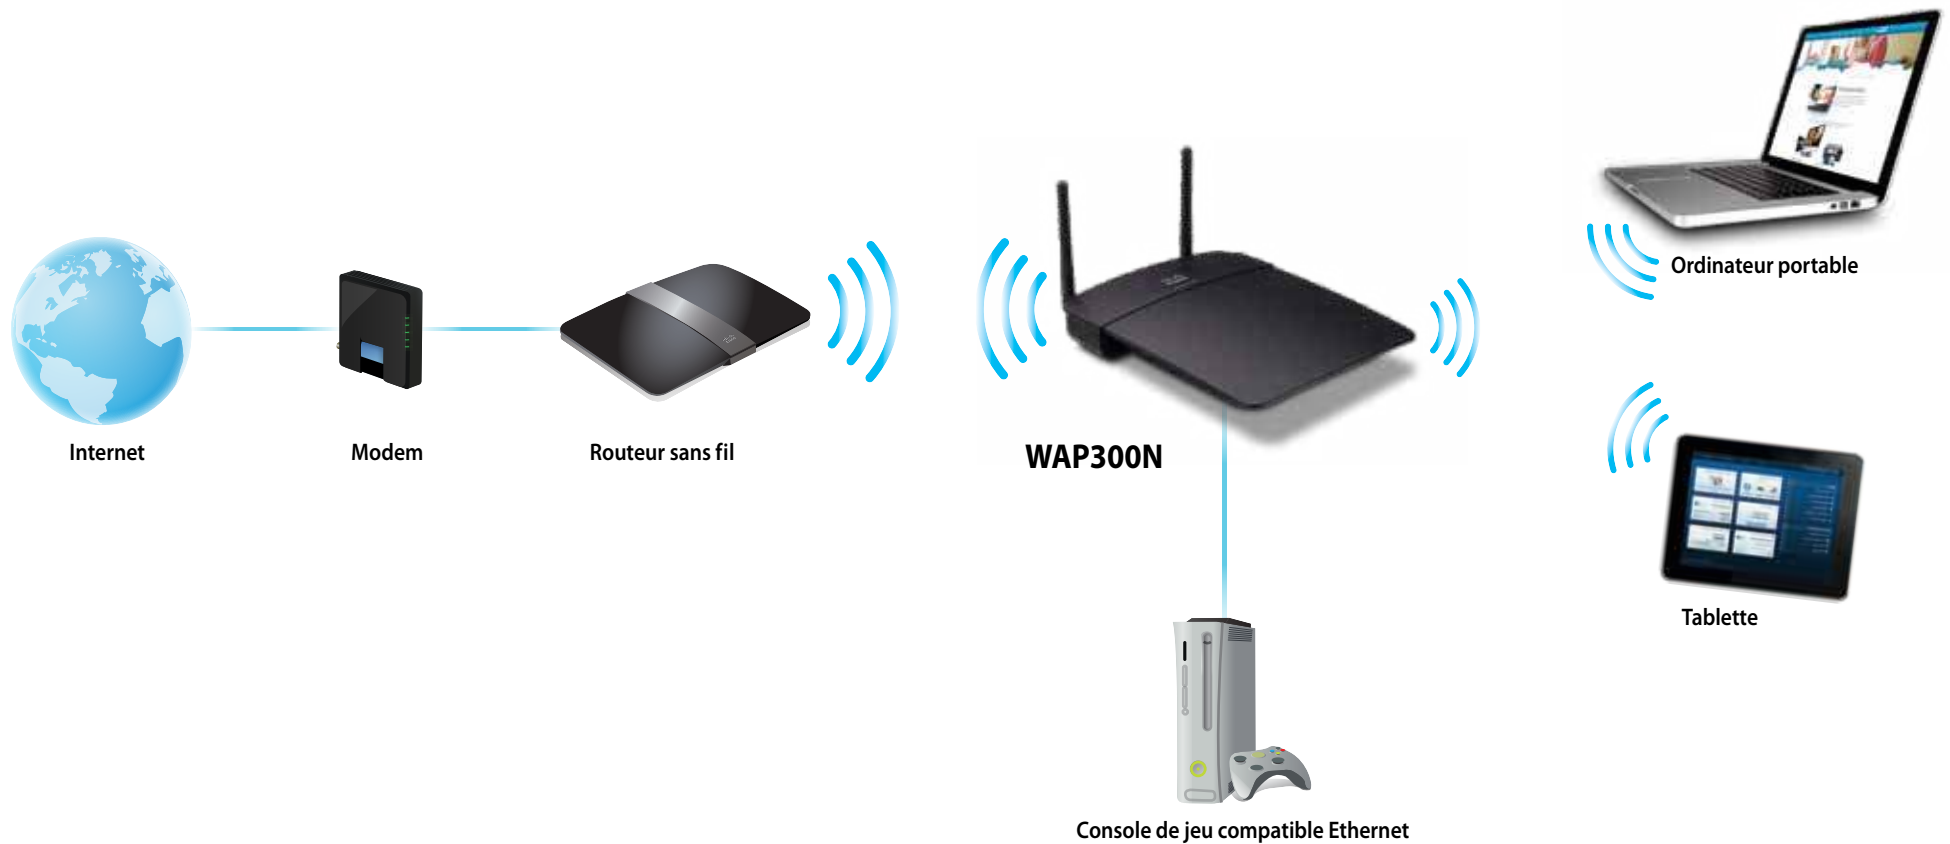 Ordinateur portable
Internet
Modem
Routeur sans fil
WAP300N
Tablette
Console de jeu compatible Ethernet